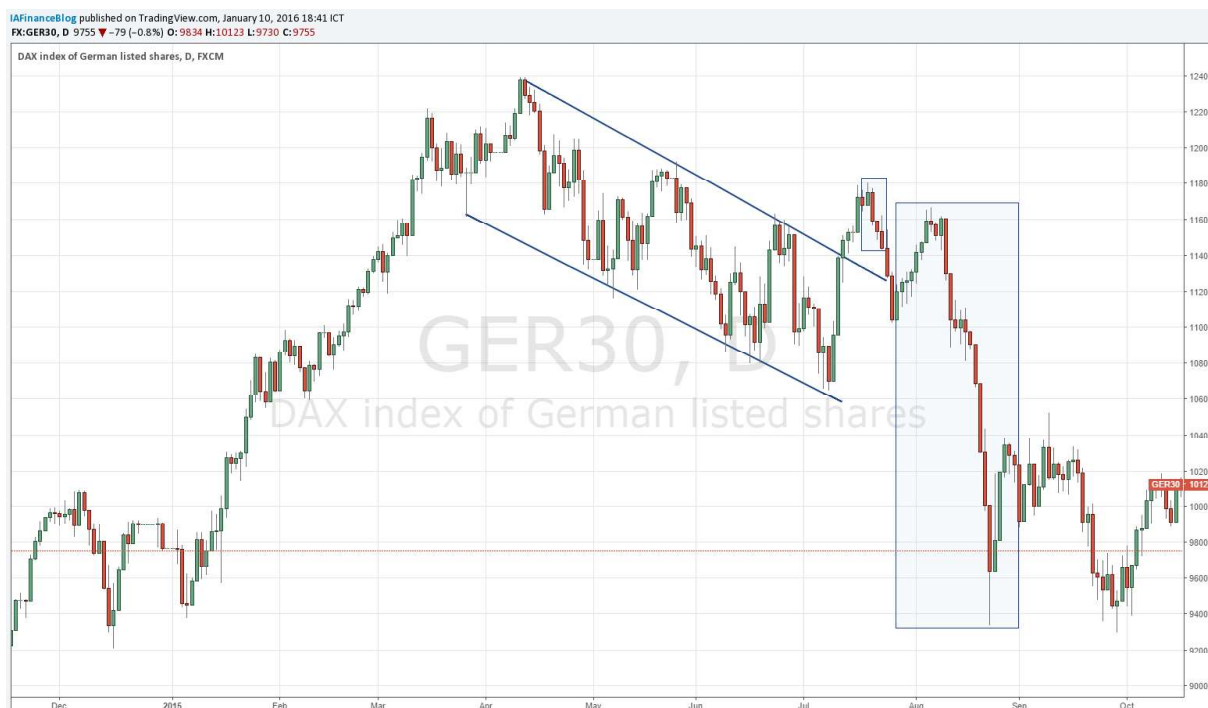 IAFinanceBlog published on TradingView.com, January 10, 2016 18:41 ICT
FX:GER30, D 9755 ▼ −79 (−0.8%) O: 9834 H: 10123 L: 9730 C: 9755
DAX index of German listed shares, D, FXCM
1240
1220
1200
1180
1160
1140
1120
1100
1080
1060
1040
1020
GER30 1012
1000
9800
9600
9400
9200
9000
GER30, D
DAX index of German listed shares
Dec 2015 Feb Mar Apr May Jun Jul Aug Sep Oct